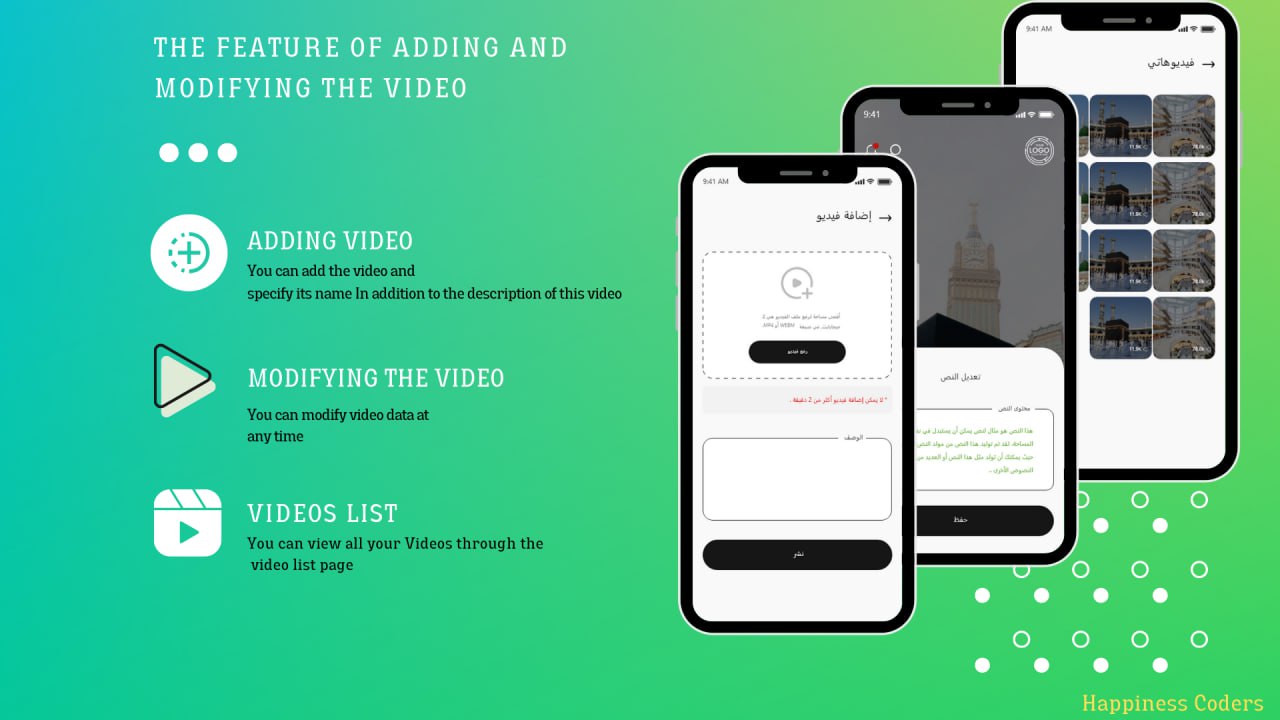 THE FEATURE OF ADDING AND
MODIFYING THE VIDEO
ADDING VIDEO
You can add the video and
specify its name In addition to the description of this video
MODIFYING THE VIDEO
You can modify video data at
any time
VIDEOS LIST
You can view all your Videos through the
video list page
9:41 AM
إضافة فيديو
أقصى مساحة لرفع ملف الفيديو هي 2
ميجابايت من صيغة WEBM أو MP4
رفع فيديو
* لا يمكن إضافة فيديو أكثر من 2 دقيقة .
الوصف
نشر
9:41
LOGO
تعديل النص
محتوى النص
هذا النص هو مثال لنص يمكن أن يستبدل في
المساحة، لقد تم توليد هذا النص من مولد النص
حيث يمكنك أن تولد مثل هذا النص أو العديد من
النصوص الأخرى ..
حفظ
9:41 AM
فيديوهاتي
11.9K
78.0k
11.9K
78.0k
11.9K
78.0k
11.9K
78.0k
Happiness Coders